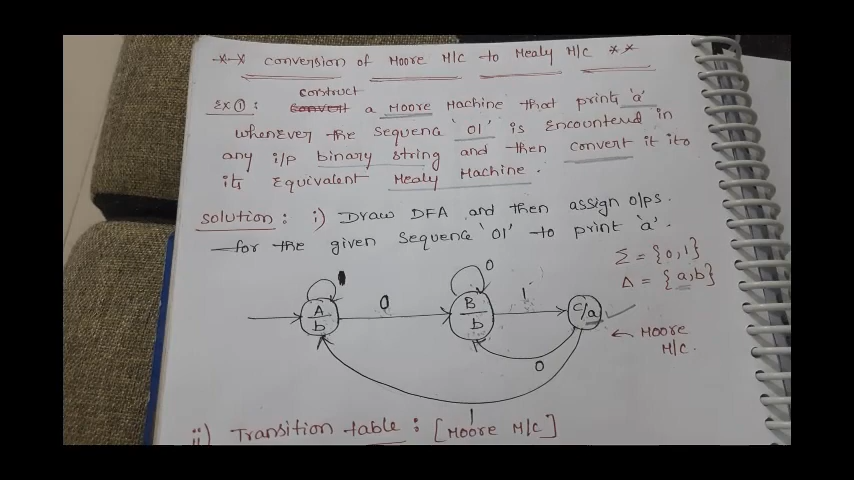 ** Conversion of Moore M/c to Mealy M/c **
Construct
Ex ①: Convert a Moore Machine that print 'a'
whenever the sequence '01' is encountered in
any i/p binary string and then convert it ito
its Equivalent Mealy Machine.
Solution: i) Draw DFA and then assign o/ps.
for the given sequence '01' to print 'a'.
Σ = {0,1}
Δ = {a,b}
0
0
1
A/b
B/b
C/a
← Moore
M/c.
0
1
ii) Transition table: [Moore M/c]